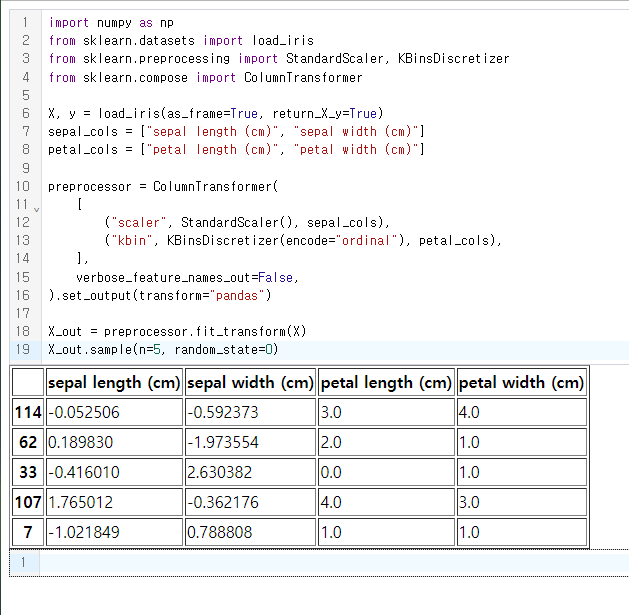 1 import numpy as np
2 from sklearn.datasets import load_iris
3 from sklearn.preprocessing import StandardScaler, KBinsDiscretizer
4 from sklearn.compose import ColumnTransformer
5
6 X, y = load_iris(as_frame=True, return_X_y=True)
7 sepal_cols = ["sepal length (cm)", "sepal width (cm)"]
8 petal_cols = ["petal length (cm)", "petal width (cm)"]
9
10 preprocessor = ColumnTransformer(
11     [
12         ("scaler", StandardScaler(), sepal_cols),
13         ("kbin", KBinsDiscretizer(encode="ordinal"), petal_cols),
14     ],
15     verbose_feature_names_out=False,
16 ).set_output(transform="pandas")
17
18 X_out = preprocessor.fit_transform(X)
19 X_out.sample(n=5, random_state=0)
sepal length (cm) sepal width (cm) petal length (cm) petal width (cm)
114 -0.052506 -0.592373 3.0 4.0
62 0.189830 -1.973554 2.0 1.0
33 -0.416010 2.630382 0.0 1.0
107 1.765012 -0.362176 4.0 3.0
7 -1.021849 0.788808 1.0 1.0
1